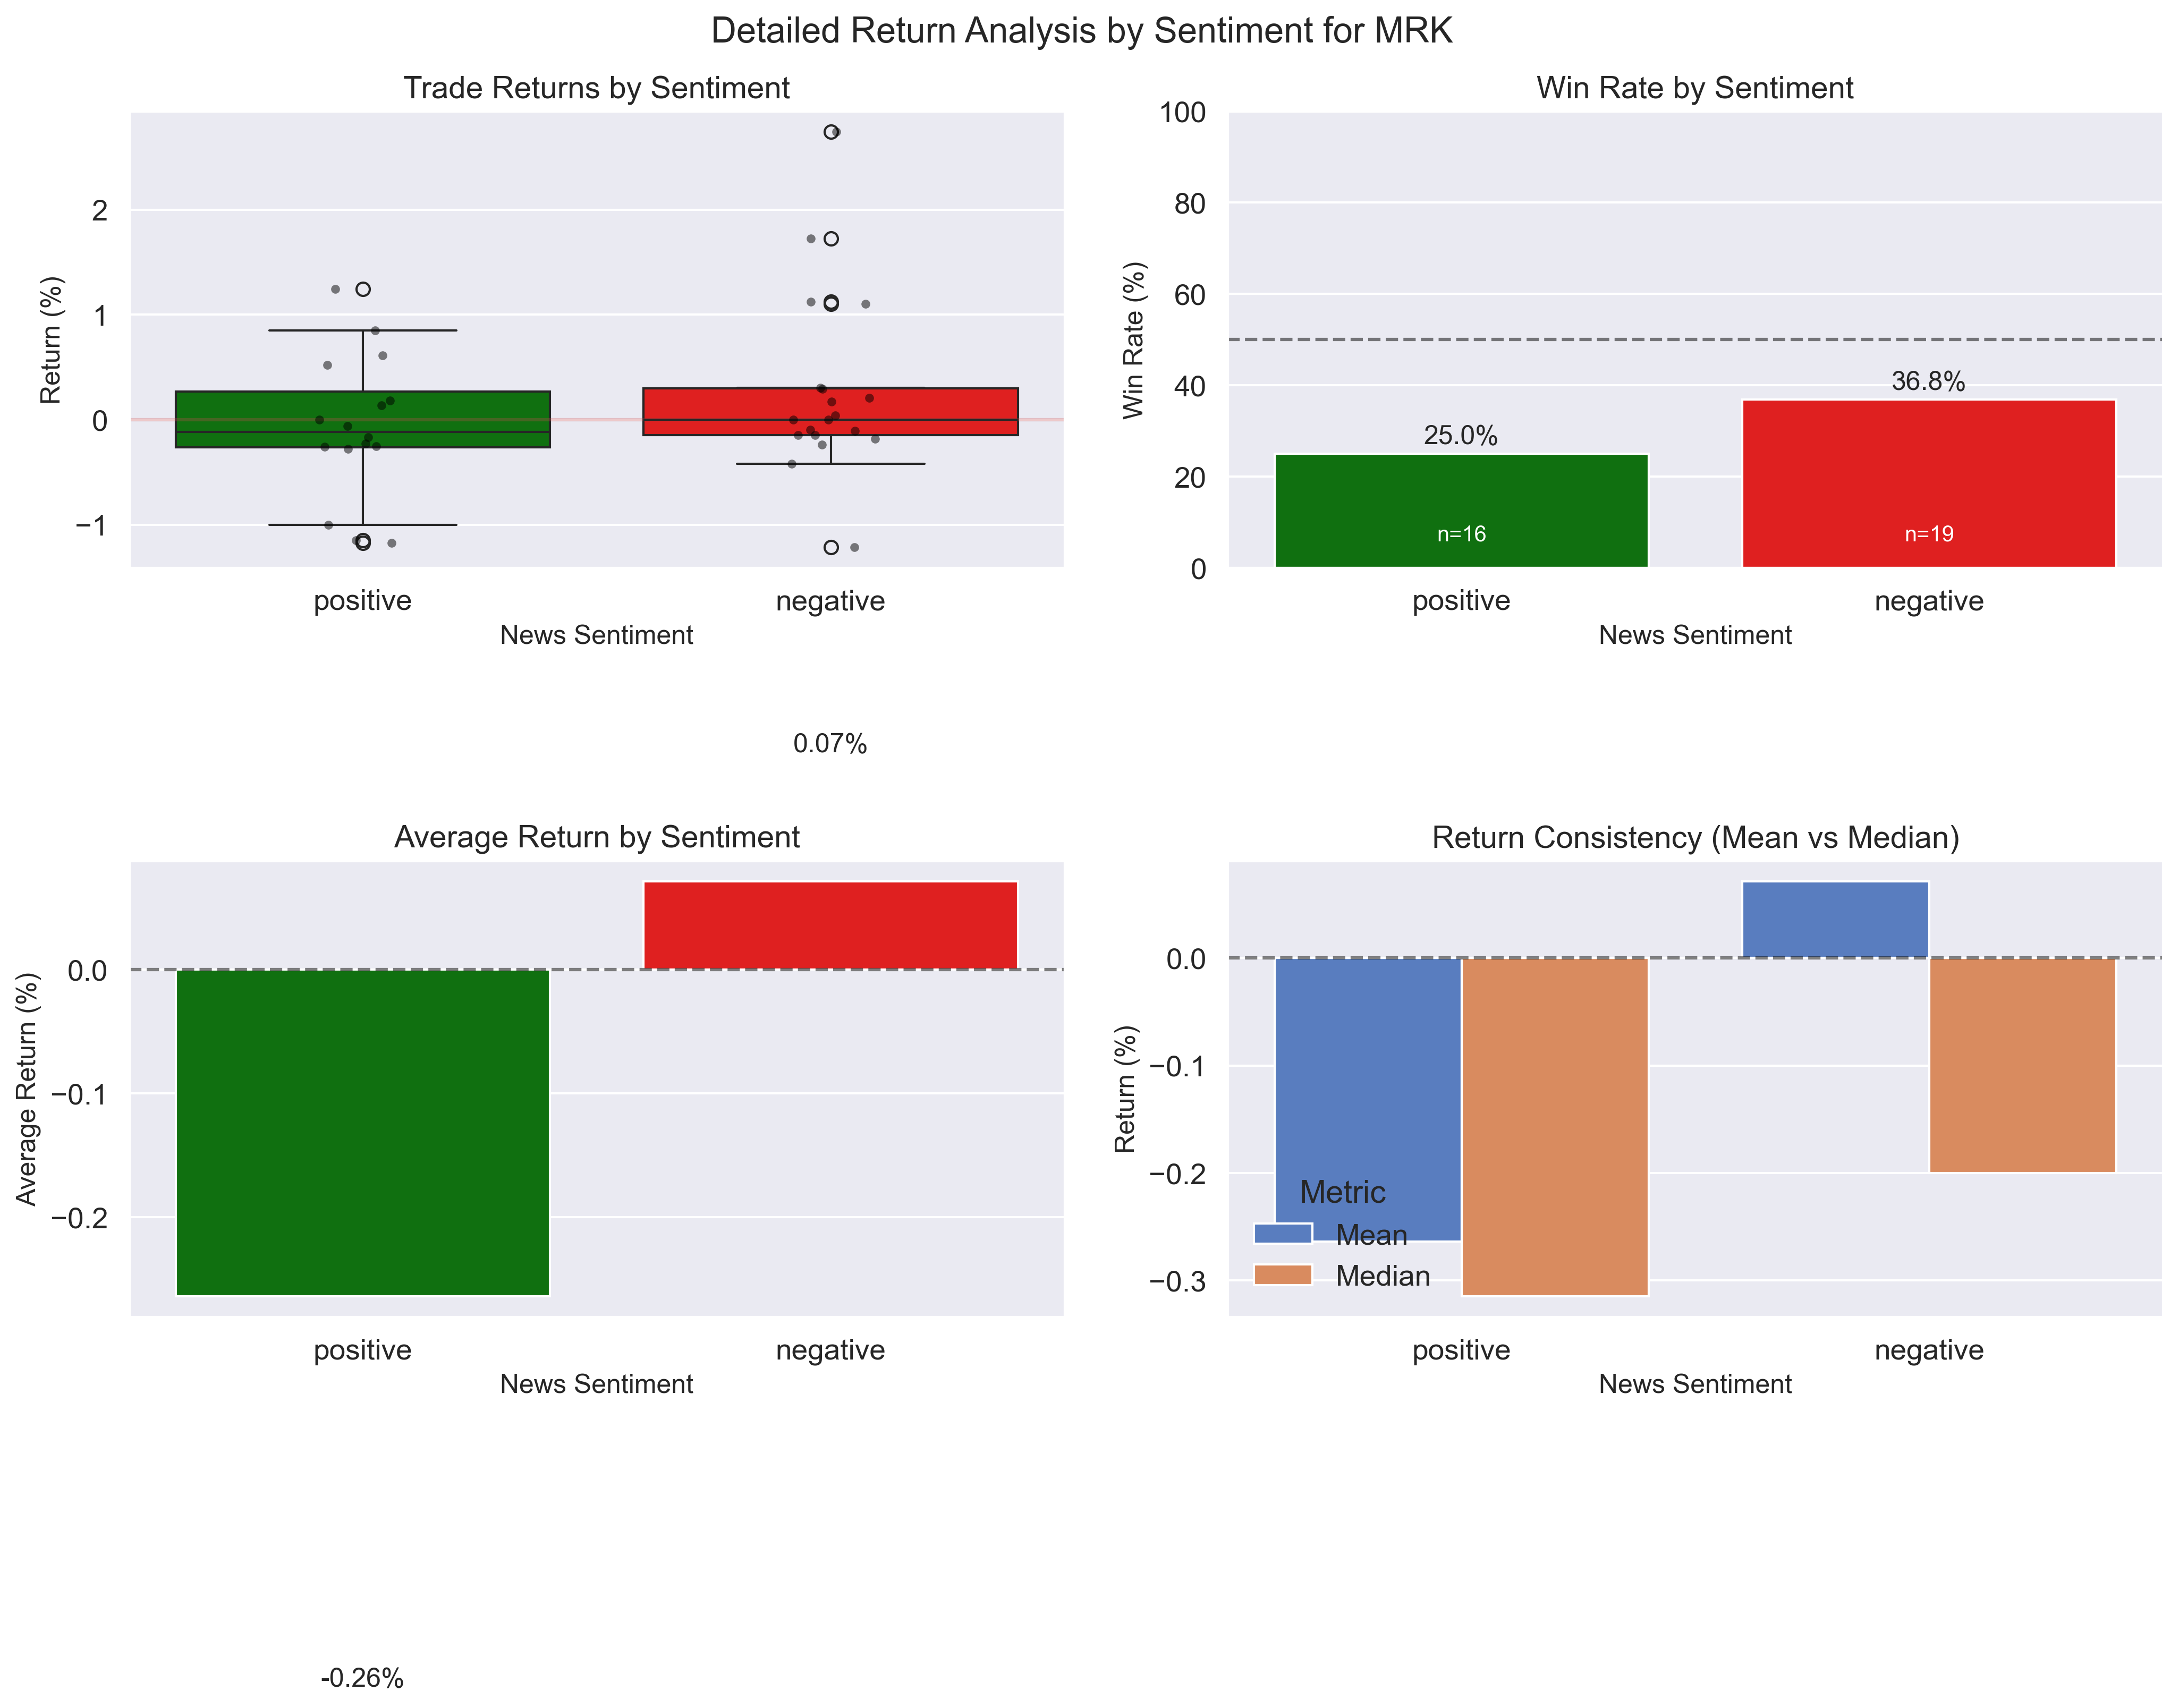 Detailed Return Analysis by Sentiment for MRK
Trade Returns by Sentiment
Return (%)
2
1
0
−1
positive
negative
News Sentiment
Win Rate by Sentiment
Win Rate (%)
100
80
60
40
20
0
25.0%
36.8%
n=16
n=19
positive
negative
News Sentiment
0.07%
Average Return by Sentiment
Average Return (%)
0.0
−0.1
−0.2
positive
negative
News Sentiment
-0.26%
Return Consistency (Mean vs Median)
Return (%)
0.0
−0.1
−0.2
−0.3
Metric
Mean
Median
positive
negative
News Sentiment